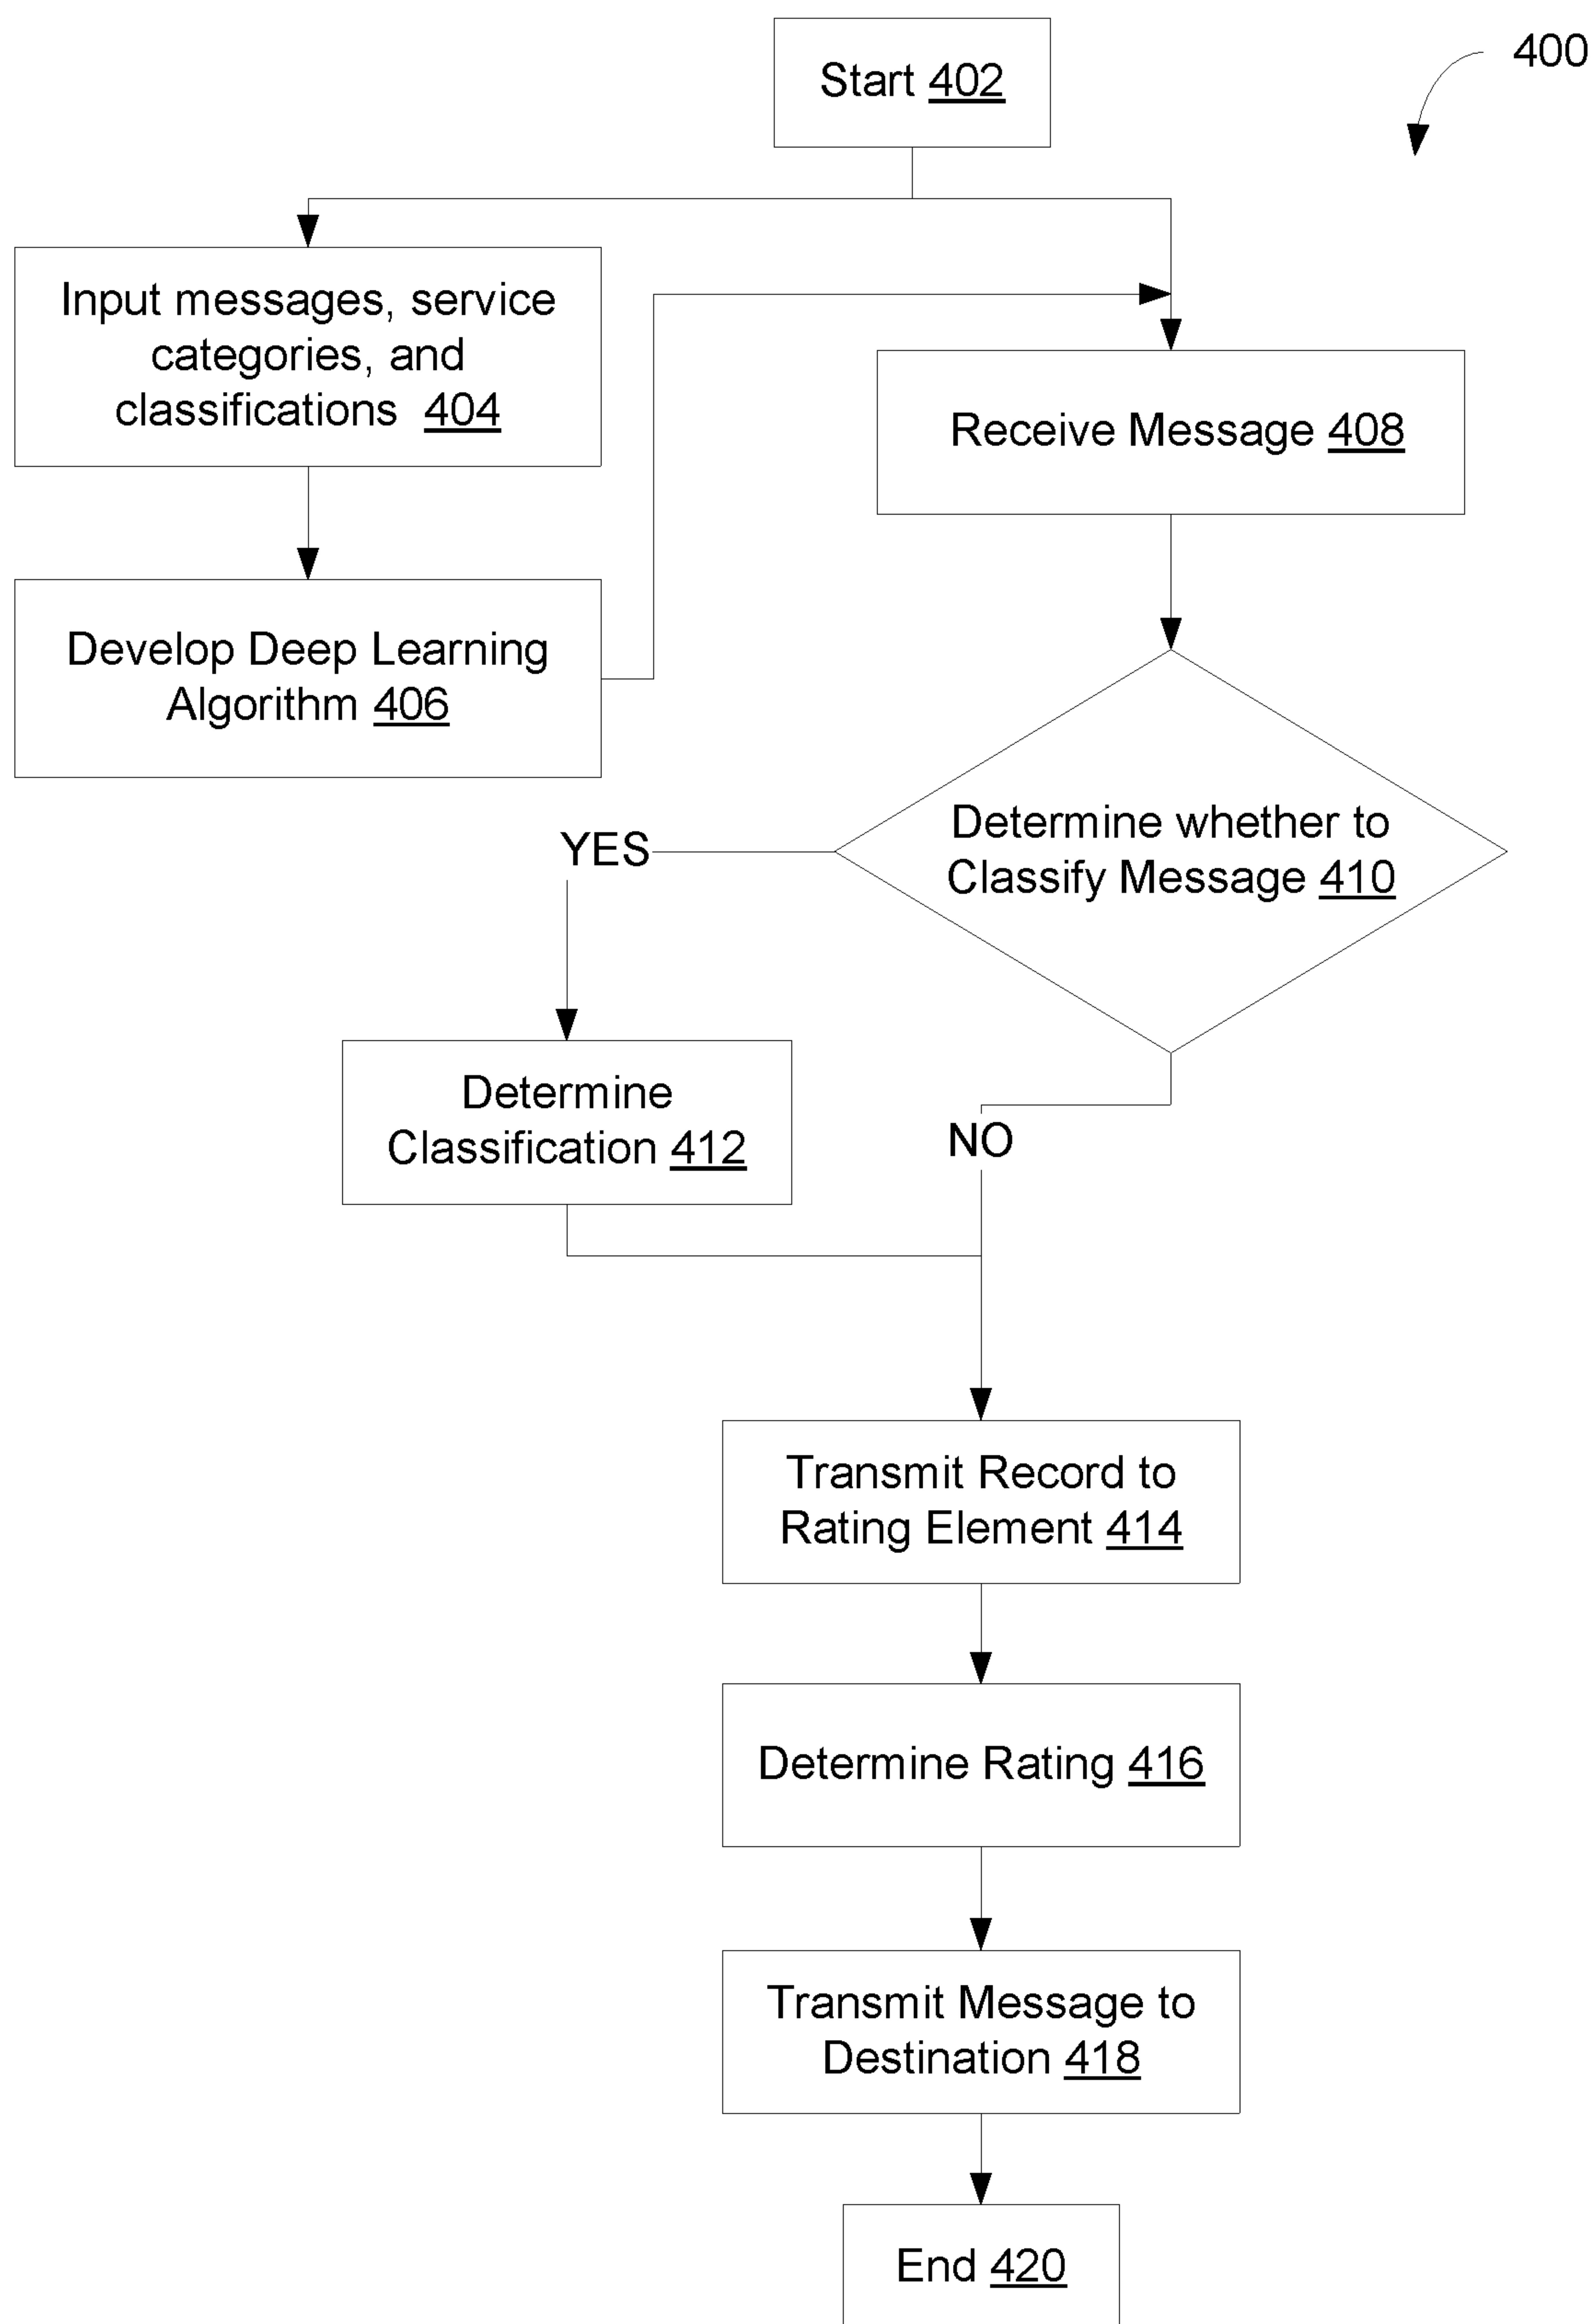 Start 402
400
Input messages, service
categories, and
classifications 404
Receive Message 408
Develop Deep Learning
Algorithm 406
Determine whether to
Classify Message 410
YES
Determine
Classification 412
NO
Transmit Record to
Rating Element 414
Determine Rating 416
Transmit Message to
Destination 418
End 420